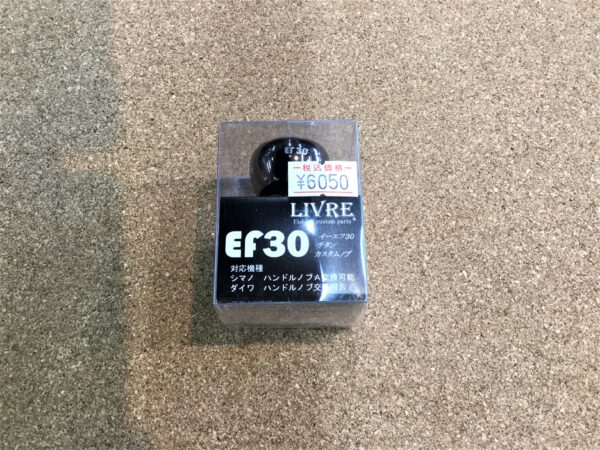 EF30
税込価格
¥6050
LIVRE
Fishing custom parts
EF30
イーエフ30
チタン
カスタムノブ
対応機種
シマノ ハンドルノブA交換可能
ダイワ ハンドルノブ交換